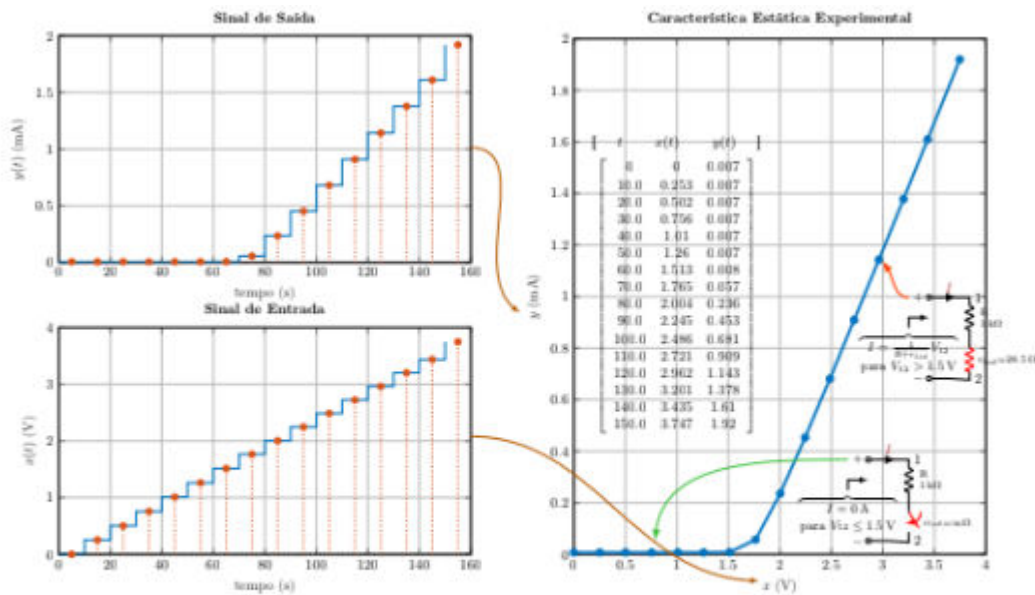 Sinal de Saída
y(t) (mA)
2
1.5
1
0.5
0
0 20 40 60 80 100 120 140 160
tempo (s)
Sinal de Entrada
x(t) (V)
4
3
2
1
0
0 20 40 60 80 100 120 140 160
tempo (s)
Característica Estática Experimental
y (mA)
2
1.8
1.6
1.4
1.2
1
0.8
0.6
0.4
0.2
0
[ t x(t) y(t) ]
0 0 0.007
10.0 0.253 0.007
20.0 0.502 0.007
30.0 0.756 0.007
40.0 1.01 0.007
50.0 1.26 0.007
60.0 1.513 0.008
70.0 1.765 0.057
80.0 2.004 0.236
90.0 2.245 0.453
100.0 2.486 0.681
110.0 2.721 0.909
120.0 2.962 1.143
130.0 3.201 1.378
140.0 3.435 1.61
150.0 3.747 1.92
+ 1
R
1 kΩ
para V₁₂ > 1.5 V
− 2
+ 1
R
1 kΩ
I = 0 A
para V₁₂ ≤ 1.5 V
− 2
0 0.5 1 1.5 2 2.5 3 3.5 4
x (V)